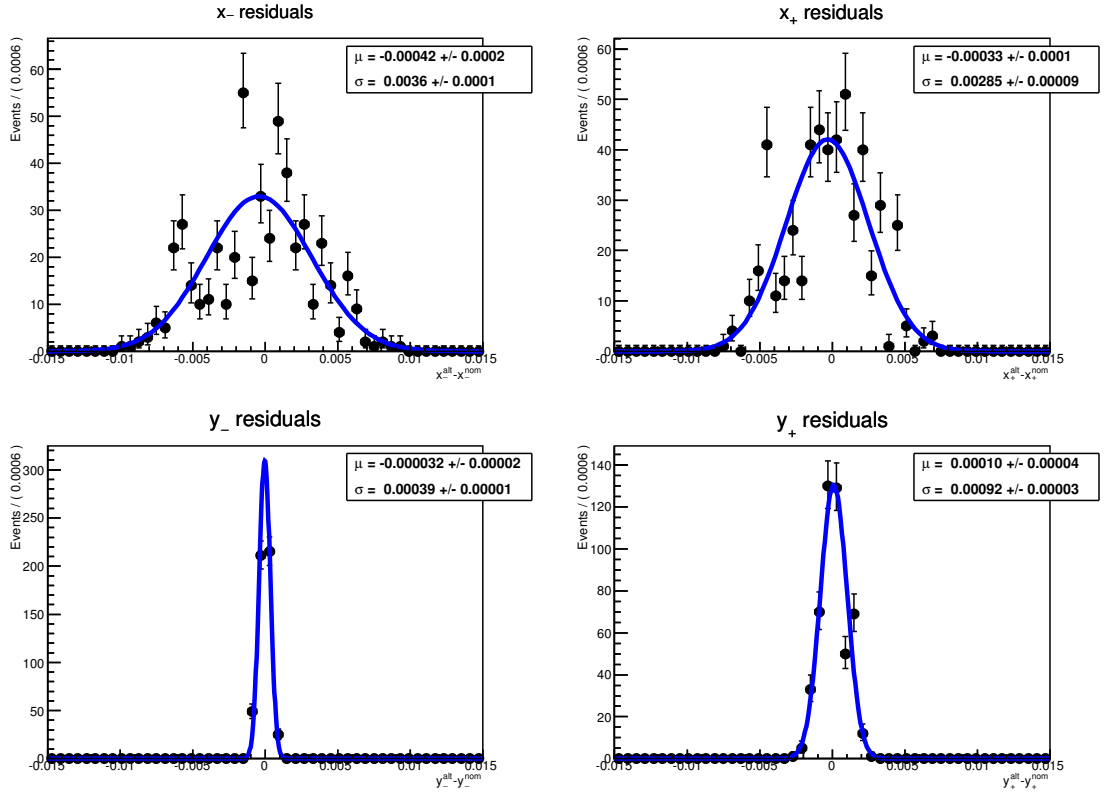 x₋ residuals
μ = -0.00042 +/- 0.0002
σ = 0.0036 +/- 0.0001
Events / ( 0.0006 )
60
50
40
30
20
10
0
-0.015 -0.01 -0.005 0 0.005 0.01 0.015
x₋^alt-x₋^nom
x₊ residuals
μ = -0.00033 +/- 0.0001
σ = 0.00285 +/- 0.00009
Events / ( 0.0006 )
60
50
40
30
20
10
0
-0.015 -0.01 -0.005 0 0.005 0.01 0.015
x₊^alt-x₊^nom
y₋ residuals
μ = -0.000032 +/- 0.00002
σ = 0.00039 +/- 0.00001
Events / ( 0.0006 )
300
250
200
150
100
50
0
-0.015 -0.01 -0.005 0 0.005 0.01 0.015
y₋^alt-y₋^nom
y₊ residuals
μ = 0.00010 +/- 0.00004
σ = 0.00092 +/- 0.00003
Events / ( 0.0006 )
140
120
100
80
60
40
20
0
-0.015 -0.01 -0.005 0 0.005 0.01 0.015
y₊^alt-y₊^nom